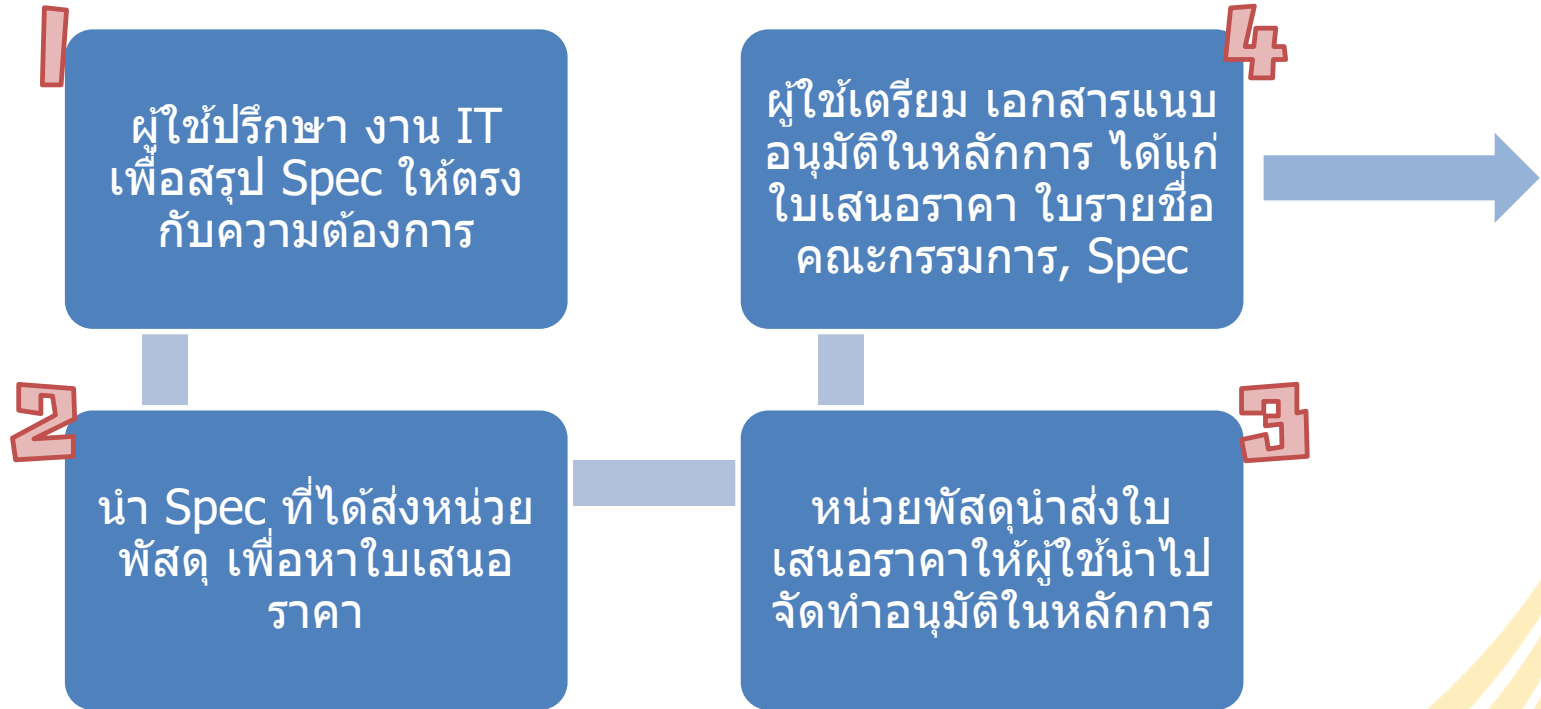 1
ผู้ใช้ปรึกษา งาน IT
เพื่อสรุป Spec ให้ตรง
กับความต้องการ
2
นำ Spec ที่ได้ส่งหน่วย
พัสดุ เพื่อหาใบเสนอ
ราคา
3
หน่วยพัสดุนำส่งใบ
เสนอราคาให้ผู้ใช้นำไป
จัดทำอนุมัติในหลักการ
4
ผู้ใช้เตรียม เอกสารแนบ
อนุมัติในหลักการ ได้แก่
ใบเสนอราคา ใบรายชื่อ
คณะกรรมการ, Spec